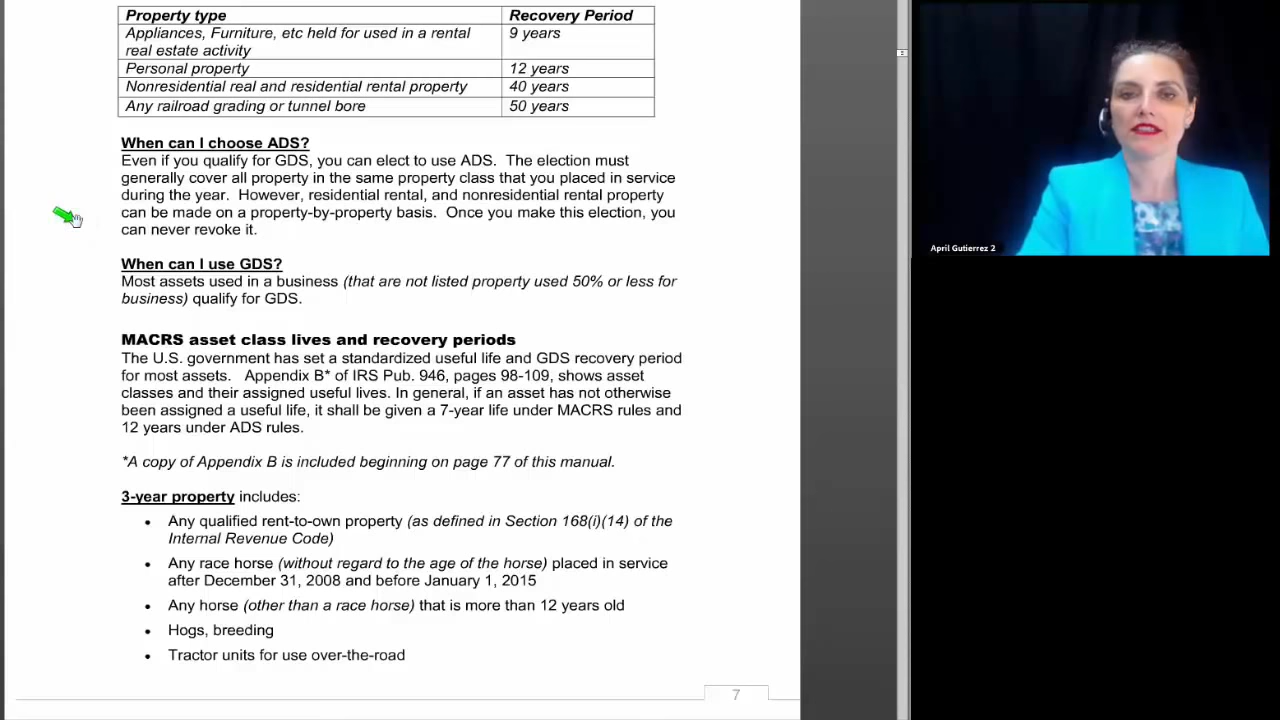 Property type Recovery Period
Appliances, Furniture, etc held for used in a rental 9 years
real estate activity
Personal property 12 years
Nonresidential real and residential rental property 40 years
Any railroad grading or tunnel bore 50 years
When can I choose ADS?
Even if you qualify for GDS, you can elect to use ADS. The election must
generally cover all property in the same property class that you placed in service
during the year. However, residential rental, and nonresidential rental property
can be made on a property-by-property basis. Once you make this election, you
can never revoke it.
When can I use GDS?
Most assets used in a business (that are not listed property used 50% or less for
business) qualify for GDS.
MACRS asset class lives and recovery periods
The U.S. government has set a standardized useful life and GDS recovery period
for most assets. Appendix B* of IRS Pub. 946, pages 98-109, shows asset
classes and their assigned useful lives. In general, if an asset has not otherwise
been assigned a useful life, it shall be given a 7-year life under MACRS rules and
12 years under ADS rules.
*A copy of Appendix B is included beginning on page 77 of this manual.
3-year property includes:
• Any qualified rent-to-own property (as defined in Section 168(i)(14) of the
Internal Revenue Code)
• Any race horse (without regard to the age of the horse) placed in service
after December 31, 2008 and before January 1, 2015
• Any horse (other than a race horse) that is more than 12 years old
• Hogs, breeding
• Tractor units for use over-the-road
7
April Gutierrez 2